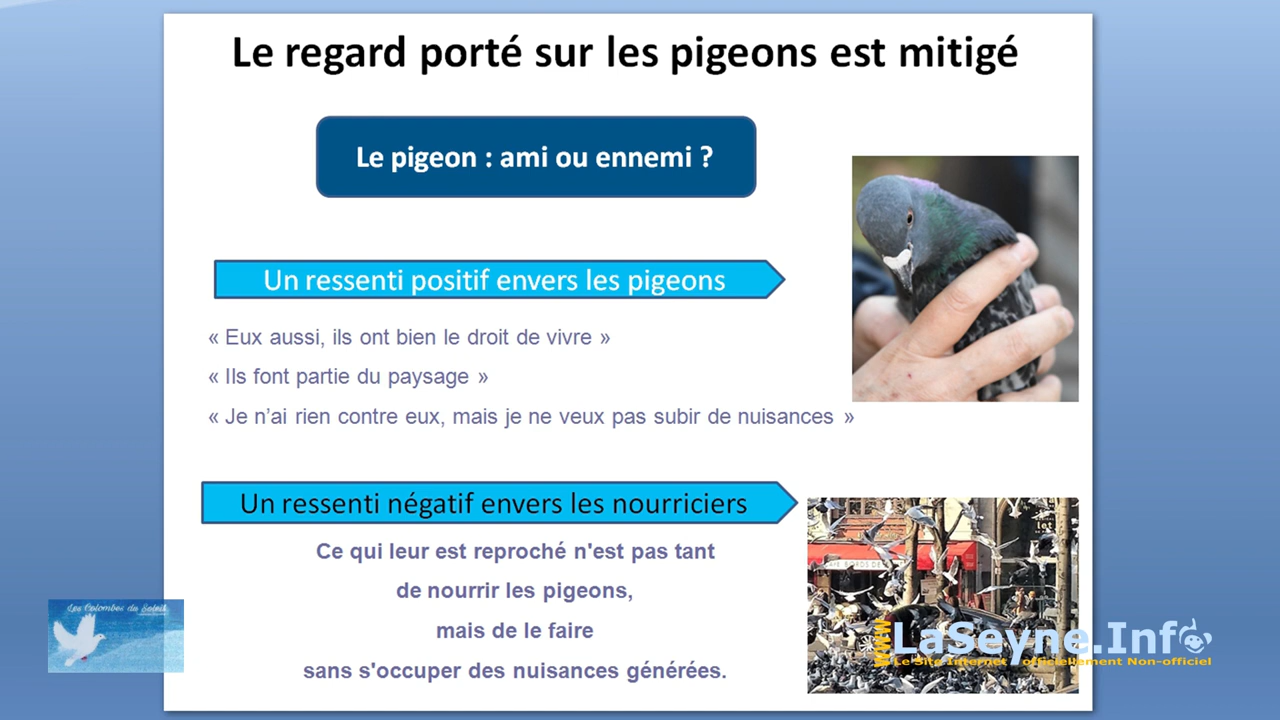 Le regard porté sur les pigeons est mitigé
Le pigeon : ami ou ennemi ?
Un ressenti positif envers les pigeons
« Eux aussi, ils ont bien le droit de vivre »
« Ils font partie du paysage »
« Je n’ai rien contre eux, mais je ne veux pas subir de nuisances »
Un ressenti négatif envers les nourriciers
Ce qui leur est reproché n'est pas tant
de nourrir les pigeons,
mais de le faire
sans s'occuper des nuisances générées.
Les Colombes du Soleil
www
LaSeyne.Info
Le Site Internet officiellement Non-officiel